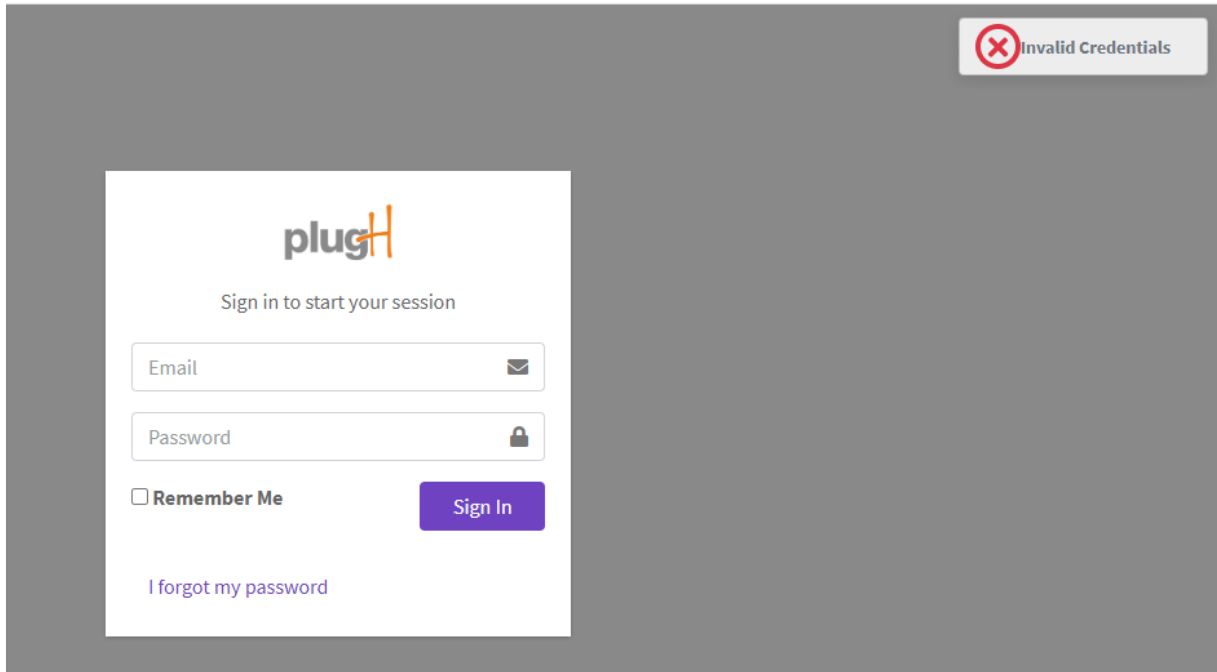 Invalid Credentials
plugH
Sign in to start your session
Email
Password
Remember Me
Sign In
I forgot my password